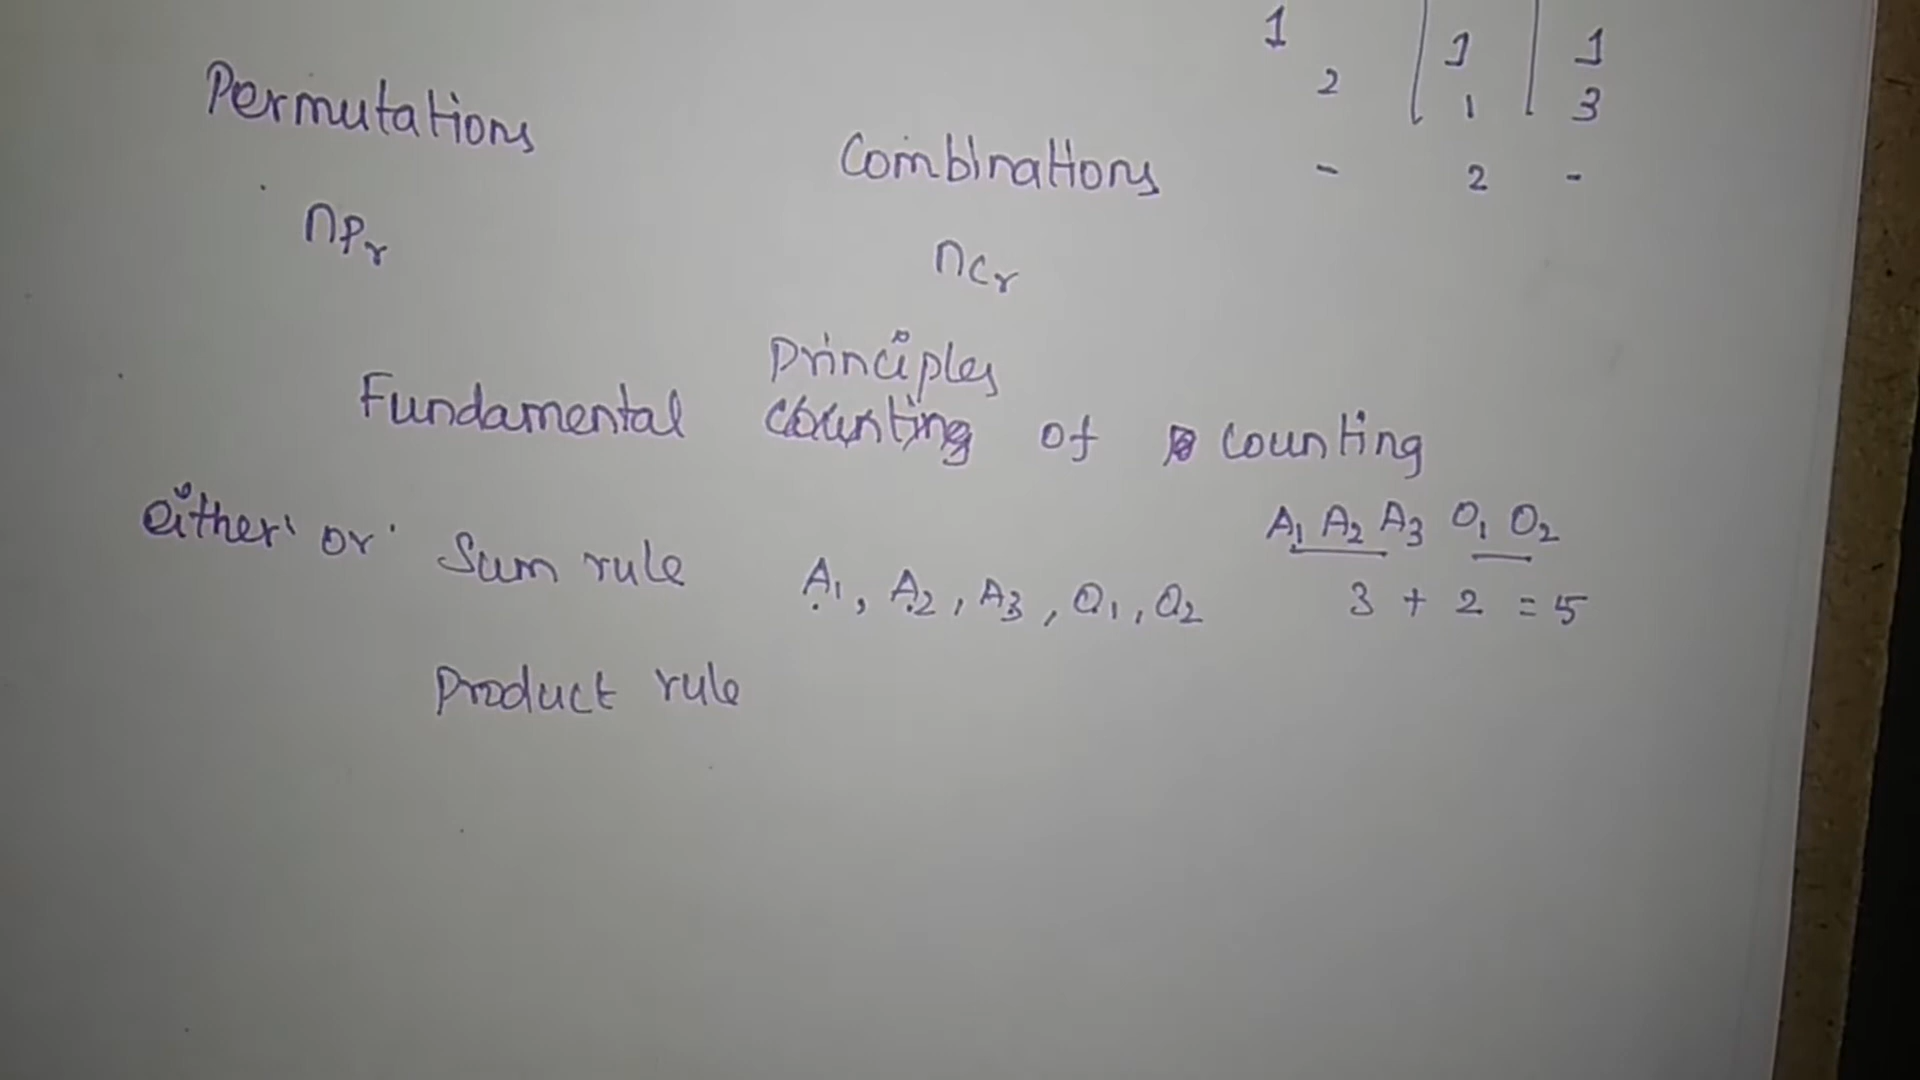 1 | 1 | 1
2 | 1 | 3
- 2 -
Permutations
Combinations
nPr
nCr
Principles
Fundamental counting of counting
either or Sum rule A1, A2, A3, O1, O2
A1 A2 A3 O1 O2
3 + 2 = 5
Product rule